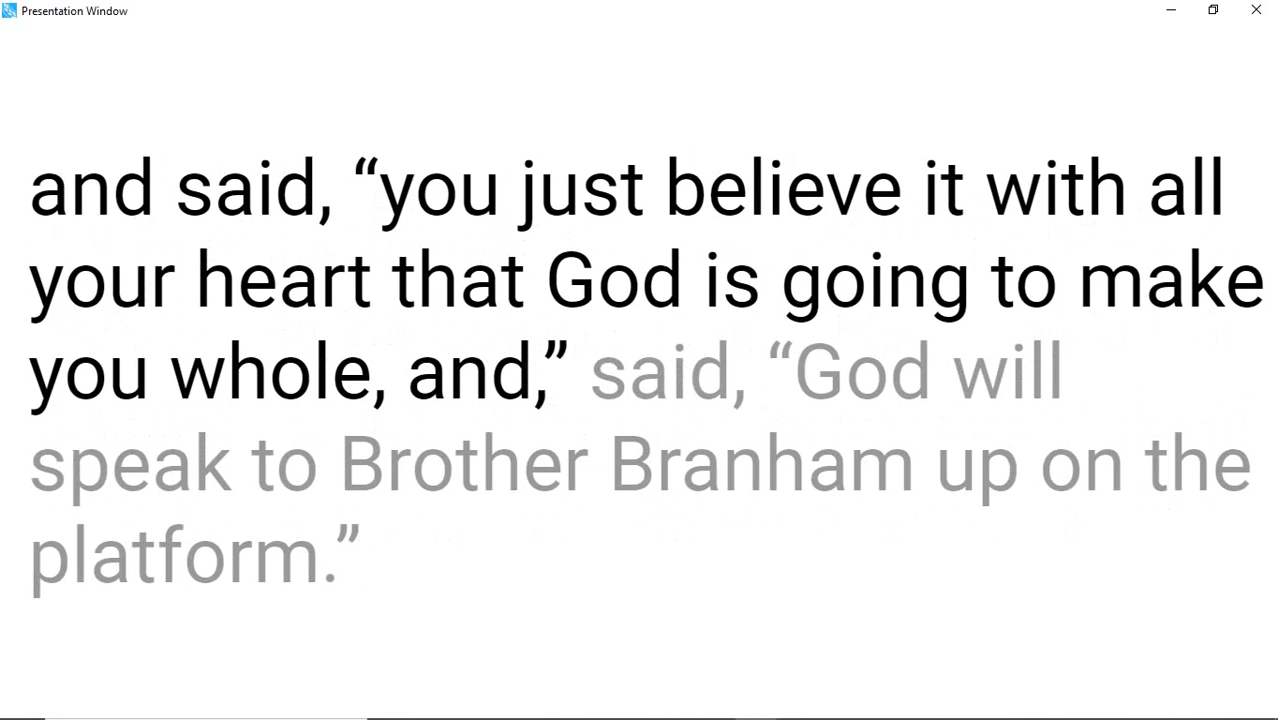 Presentation Window
and said, “you just believe it with all
your heart that God is going to make
you whole, and,” said, “God will
speak to Brother Branham up on the
platform.”